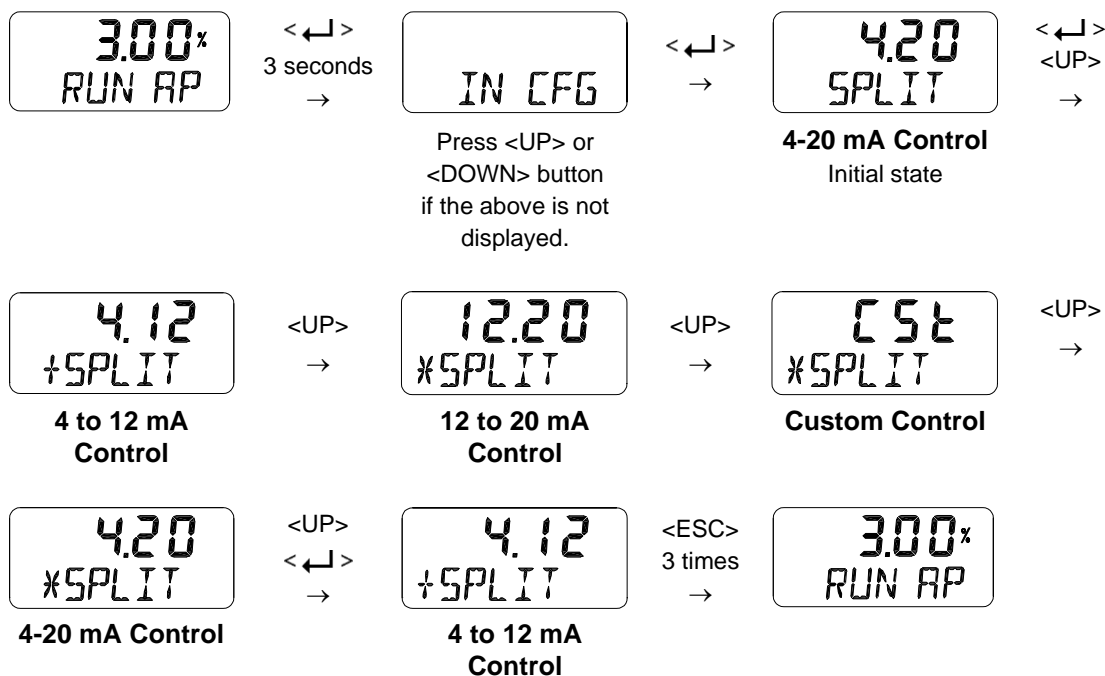 3.00%
RUN AP
<↵>
3 seconds
→
IN CFG
Press <UP> or
<DOWN> button
if the above is not
displayed.
<↵>
→
4.20
SPLIT
4-20 mA Control
Initial state
<↵>
<UP>
→
4.12
+SPLIT
4 to 12 mA
Control
<UP>
→
12.20
*SPLIT
12 to 20 mA
Control
<UP>
→
CSt
*SPLIT
Custom Control
<UP>
→
4.20
*SPLIT
4-20 mA Control
<UP>
<↵>
→
4.12
+SPLIT
4 to 12 mA
Control
<ESC>
3 times
→
3.00%
RUN AP